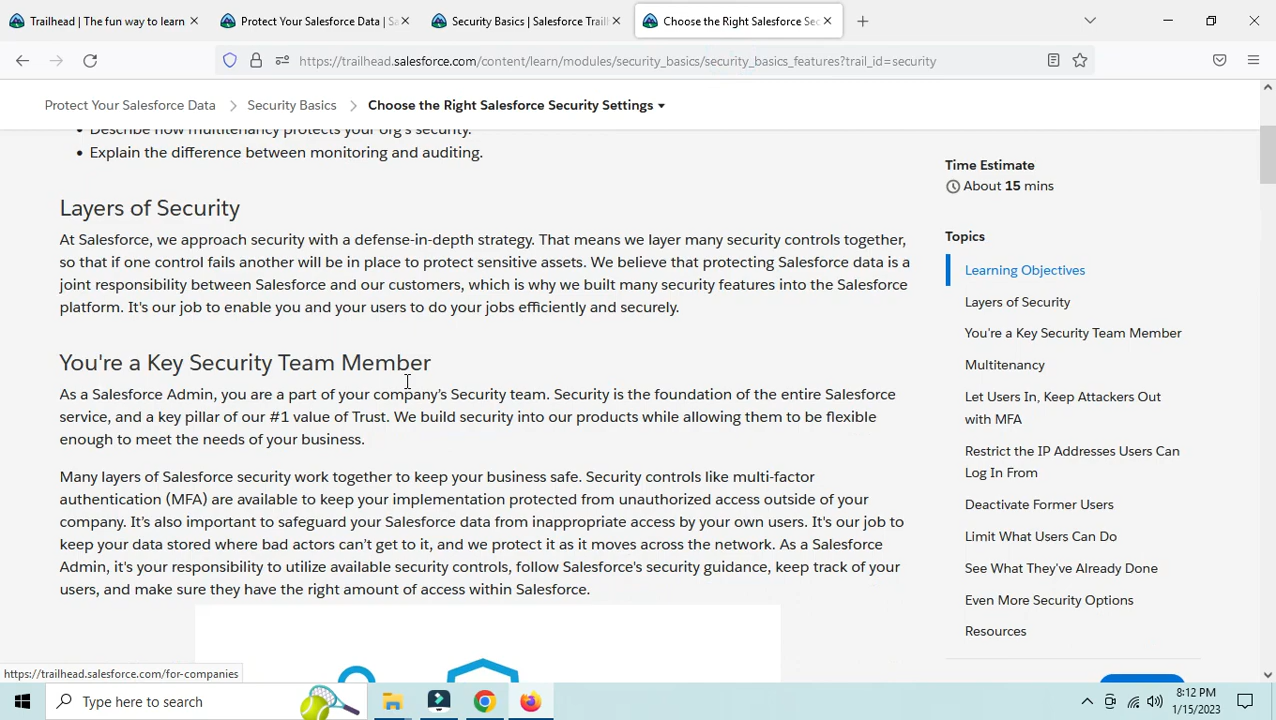 Trailhead | The fun way to learn
Protect Your Salesforce Data | Sa
Security Basics | Salesforce Trail
Choose the Right Salesforce Sec
https://trailhead.salesforce.com/content/learn/modules/security_basics/security_basics_features?trail_id=security
Protect Your Salesforce Data
Security Basics
Choose the Right Salesforce Security Settings
• Describe how multitenancy protects your org's security.
• Explain the difference between monitoring and auditing.
Layers of Security
At Salesforce, we approach security with a defense-in-depth strategy. That means we layer many security controls together,
so that if one control fails another will be in place to protect sensitive assets. We believe that protecting Salesforce data is a
joint responsibility between Salesforce and our customers, which is why we built many security features into the Salesforce
platform. It's our job to enable you and your users to do your jobs efficiently and securely.
You're a Key Security Team Member
As a Salesforce Admin, you are a part of your company's Security team. Security is the foundation of the entire Salesforce
service, and a key pillar of our #1 value of Trust. We build security into our products while allowing them to be flexible
enough to meet the needs of your business.
Many layers of Salesforce security work together to keep your business safe. Security controls like multi-factor
authentication (MFA) are available to keep your implementation protected from unauthorized access outside of your
company. It's also important to safeguard your Salesforce data from inappropriate access by your own users. It's our job to
keep your data stored where bad actors can't get to it, and we protect it as it moves across the network. As a Salesforce
Admin, it's your responsibility to utilize available security controls, follow Salesforce's security guidance, keep track of your
users, and make sure they have the right amount of access within Salesforce.
Time Estimate
About 15 mins
Topics
Learning Objectives
Layers of Security
You're a Key Security Team Member
Multitenancy
Let Users In, Keep Attackers Out
with MFA
Restrict the IP Addresses Users Can
Log In From
Deactivate Former Users
Limit What Users Can Do
See What They've Already Done
Even More Security Options
Resources
https://trailhead.salesforce.com/for-companies
Type here to search
8:12 PM
1/15/2023